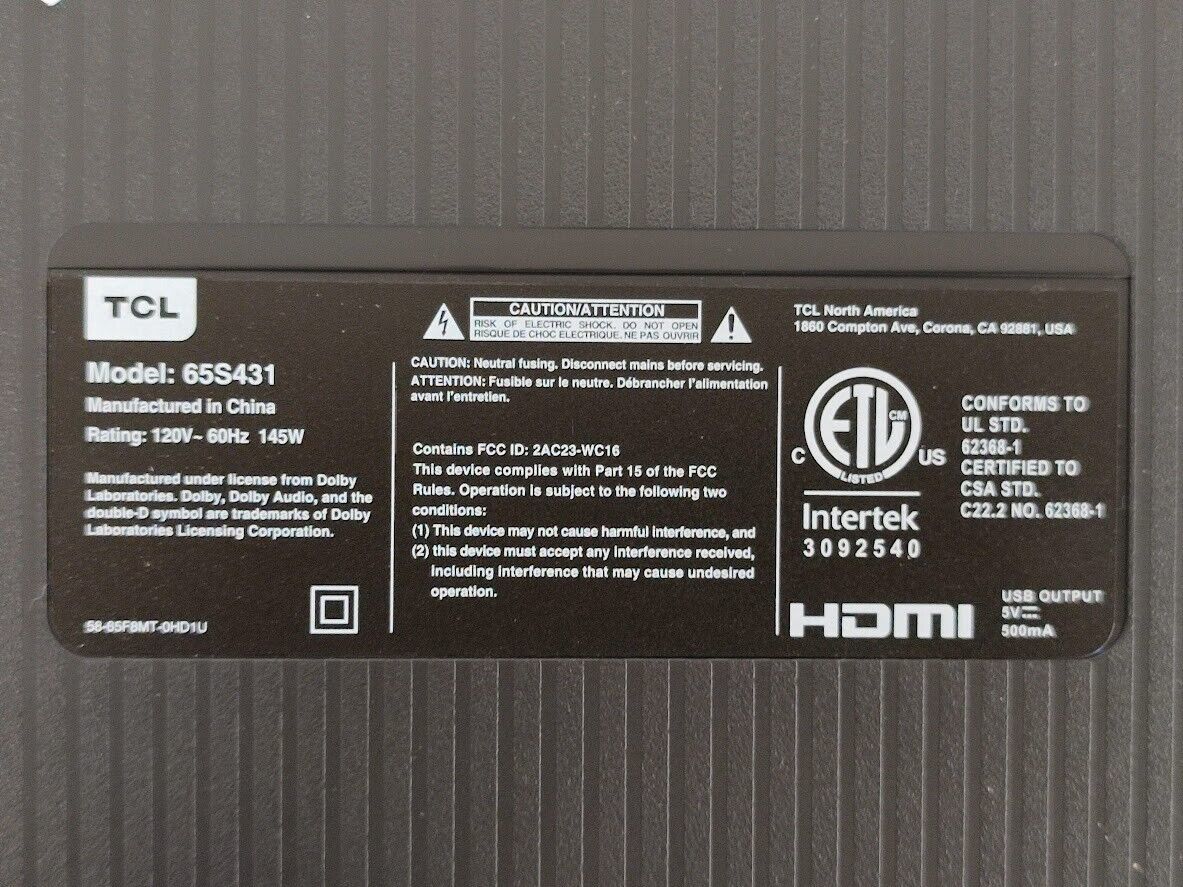 TCL
Model: 65S431
Manufactured in China
Rating: 120V~ 60Hz 145W
Manufactured under license from Dolby
Laboratories. Dolby, Dolby Audio, and the
double-D symbol are trademarks of Dolby
Laboratories Licensing Corporation.
58-65F8MT-0HD1U
CAUTION/ATTENTION
RISK OF ELECTRIC SHOCK. DO NOT OPEN
RISQUE DE CHOC ELECTRIQUE. NE PAS OUVRIR
CAUTION: Neutral fusing. Disconnect mains before servicing.
ATTENTION: Fusible sur le neutre. Débrancher l'alimentation
avant l'entretien.
Contains FCC ID: 2AC23-WC16
This device complies with Part 15 of the FCC
Rules. Operation is subject to the following two
conditions:
(1) This device may not cause harmful interference, and
(2) this device must accept any interference received,
including interference that may cause undesired
operation.
TCL North America
1860 Compton Ave, Corona, CA 92881, USA
ETL CM
C US
LISTED
Intertek
3092540
CONFORMS TO
UL STD.
62368-1
CERTIFIED TO
CSA STD.
C22.2 NO. 62368-1
HDMI
USB OUTPUT
5V⎓
500mA